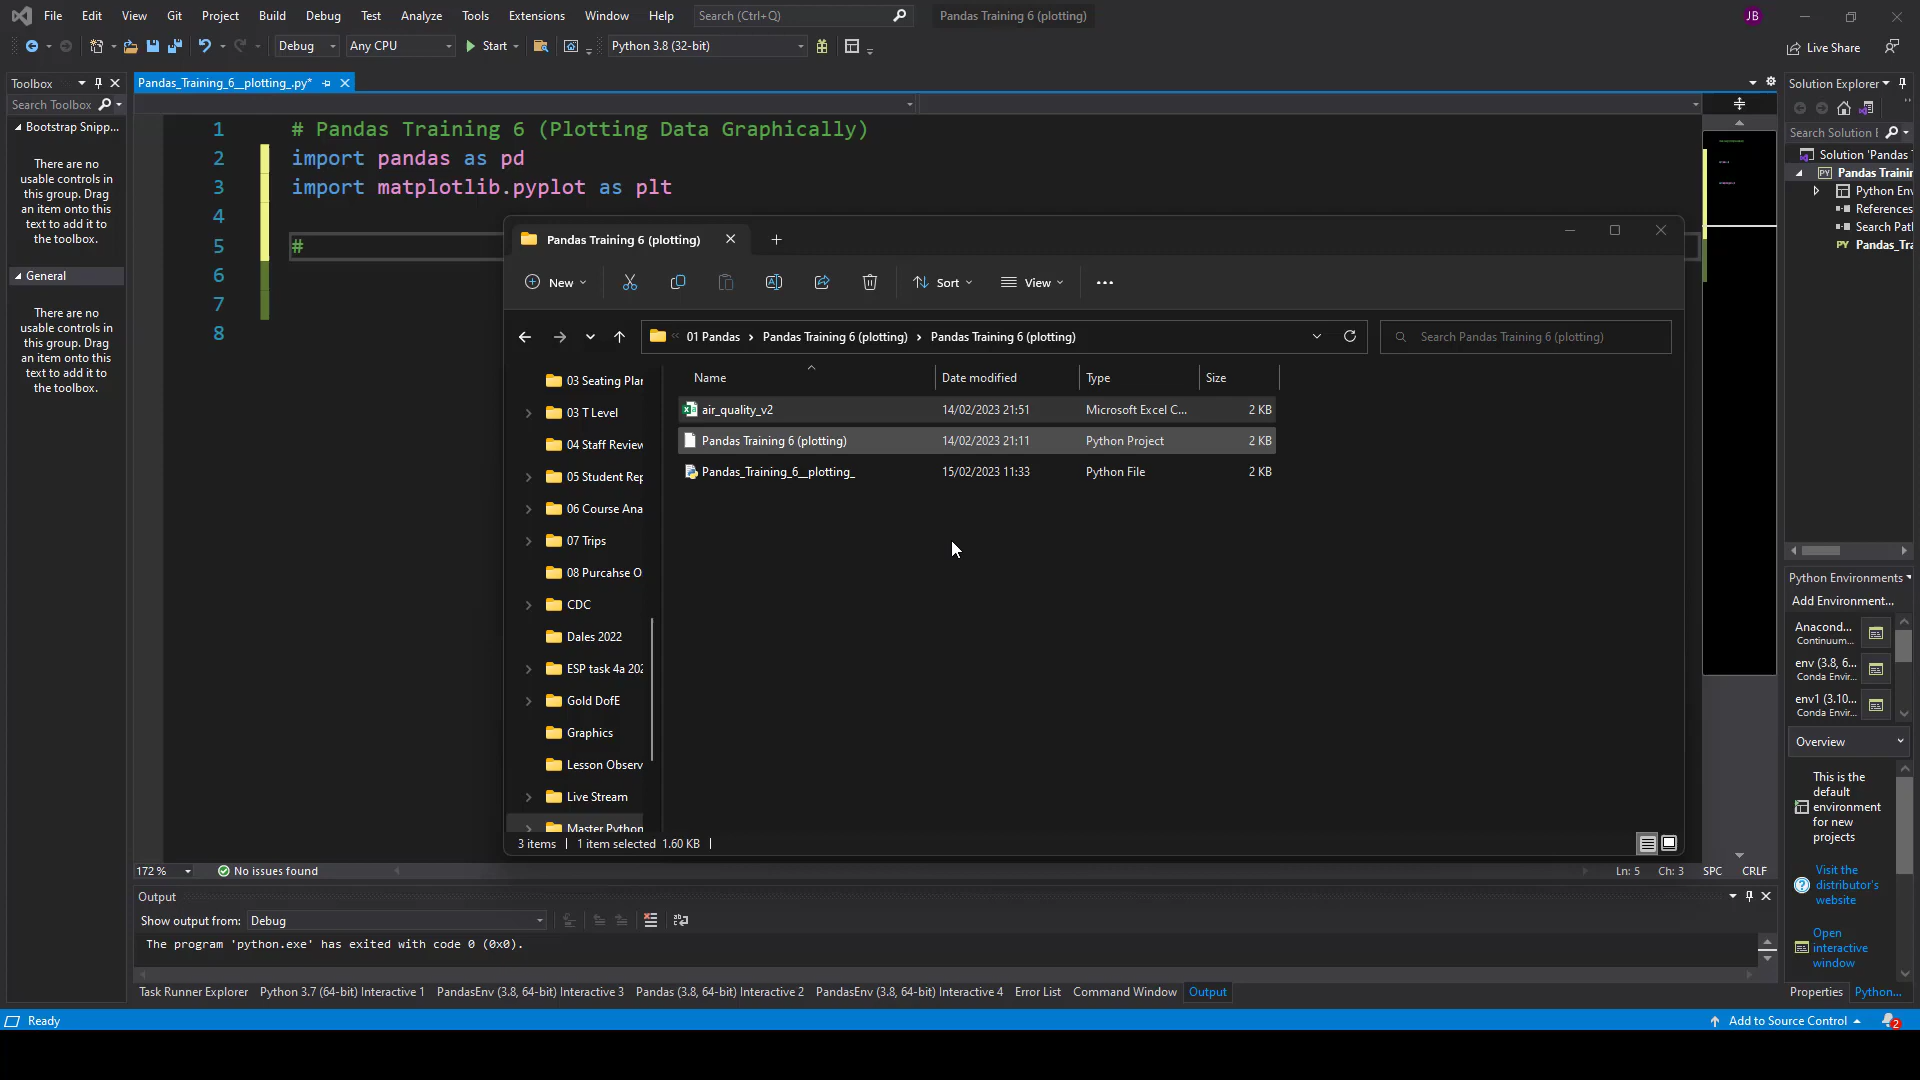 File Edit View Git Project Build Debug Test Analyze Tools Extensions Window Help Search (Ctrl+Q) Pandas Training 6 (plotting) JB
Debug Any CPU Start Python 3.8 (32-bit) Live Share
Toolbox
Search Toolbox
Bootstrap Snipp...
There are no
usable controls in
this group. Drag
an item onto this
text to add it to
the toolbox.
General
There are no
usable controls in
this group. Drag
an item onto this
text to add it to
the toolbox.
Pandas_Training_6__plotting_.py*
1 # Pandas Training 6 (Plotting Data Graphically)
2 import pandas as pd
3 import matplotlib.pyplot as plt
4
5 #
6
7
8
Pandas Training 6 (plotting)
New Sort View
01 Pandas Pandas Training 6 (plotting) Pandas Training 6 (plotting) Search Pandas Training 6 (plotting)
Name Date modified Type Size
air_quality_v2 14/02/2023 21:51 Microsoft Excel C... 2 KB
Pandas Training 6 (plotting) 14/02/2023 21:11 Python Project 2 KB
Pandas_Training_6__plotting_ 15/02/2023 11:33 Python File 2 KB
03 Seating Plan
03 T Level
04 Staff Review
05 Student Rep
06 Course Ana
07 Trips
08 Purcahse O
CDC
Dales 2022
ESP task 4a 202
Gold DofE
Graphics
Lesson Observ
Live Stream
Master Python
3 items 1 item selected 1.60 KB
172 % No issues found Ln: 5 Ch: 3 SPC CRLF
Output
Show output from: Debug
The program 'python.exe' has exited with code 0 (0x0).
Task Runner Explorer Python 3.7 (64-bit) Interactive 1 PandasEnv (3.8, 64-bit) Interactive 3 Pandas (3.8, 64-bit) Interactive 2 PandasEnv (3.8, 64-bit) Interactive 4 Error List Command Window Output
Solution Explorer
Search Solution E
Solution 'Pandas
Pandas Trainin
Python Env
References
Search Path
Pandas_Tra
Python Environments
Add Environment...
Anacond...
Continuum...
env (3.8, 6...
Conda Envir...
env1 (3.10...
Conda Envir...
Overview
This is the
default
environment
for new
projects
Visit the
distributor's
website
Open
interactive
window
Properties Python...
Ready Add to Source Control 2